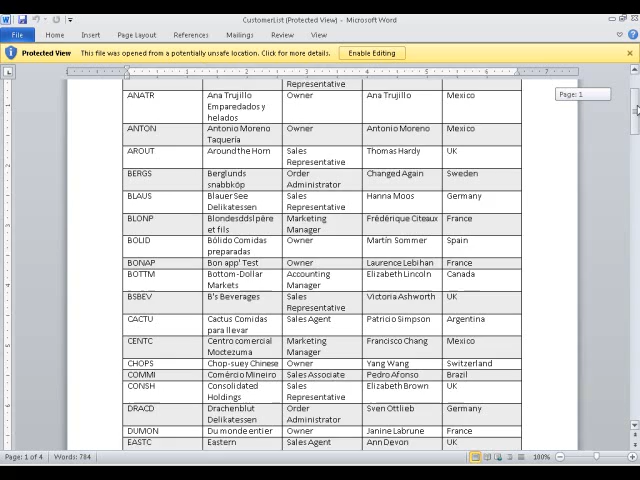 CustomerList (Protected View) - Microsoft Word
File Home Insert Page Layout References Mailings Review View
Protected View This file was opened from a potentially unsafe location. Click for more details. Enable Editing
1 2 3 4 5 6 7
Page: 1
Representative
ANATR Ana Trujillo Owner Ana Trujillo Mexico
Emparedados y
helados
ANTON Antonio Moreno Owner Antonio Moreno Mexico
Taquería
AROUT Around the Horn Sales Thomas Hardy UK
Representative
BERGS Berglunds Order Changed Again Sweden
snabbköp Administrator
BLAUS Blauer See Sales Hanna Moos Germany
Delikatessen Representative
BLONP Blondesddslpère Marketing Frédérique Citeaux France
et fils Manager
BOLID Bólido Comidas Owner Martín Sommer Spain
preparadas
BONAP Bon app' Test Owner Laurence Lebihan France
BOTTM Bottom-Dollar Accounting Elizabeth Lincoln Canada
Markets Manager
BSBEV B's Beverages Sales Victoria Ashworth UK
Representative
CACTU Cactus Comidas Sales Agent Patricio Simpson Argentina
para llevar
CENTC Centro comercial Marketing Francisco Chang Mexico
Moctezuma Manager
CHOPS Chop-suey Chinese Owner Yang Wang Switzerland
COMMI Comércio Mineiro Sales Associate Pedro Afonso Brazil
CONSH Consolidated Sales Elizabeth Brown UK
Holdings Representative
DRACD Drachenblut Order Sven Ottlieb Germany
Delikatessen Administrator
DUMON Du monde entier Owner Janine Labrune France
EASTC Eastern Sales Agent Ann Devon UK
Page: 1 of 4 Words: 784 100%